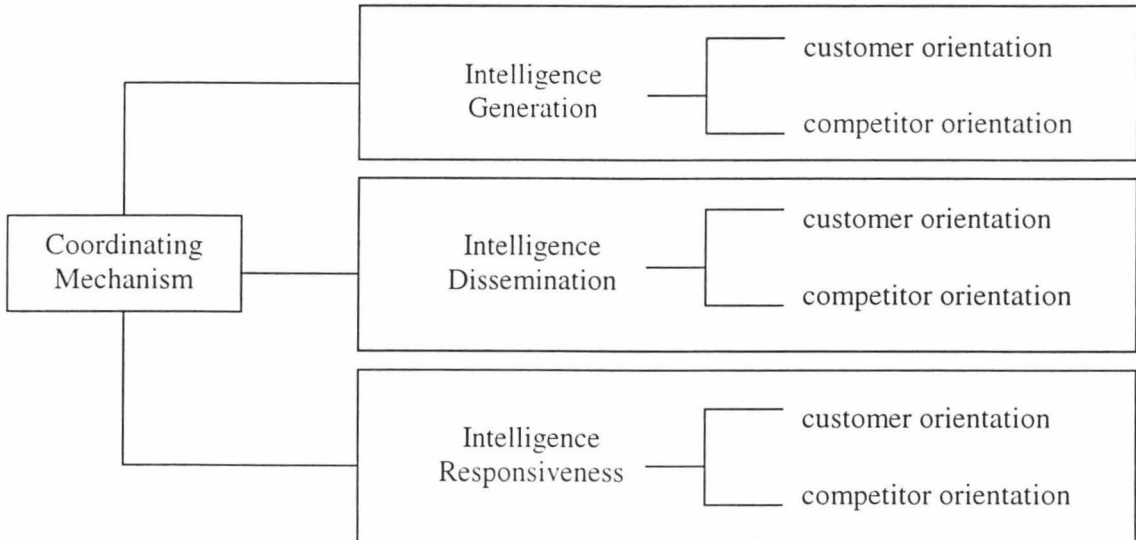 Coordinating
Mechanism
Intelligence
Generation
customer orientation
competitor orientation
Intelligence
Dissemination
customer orientation
competitor orientation
Intelligence
Responsiveness
customer orientation
competitor orientation